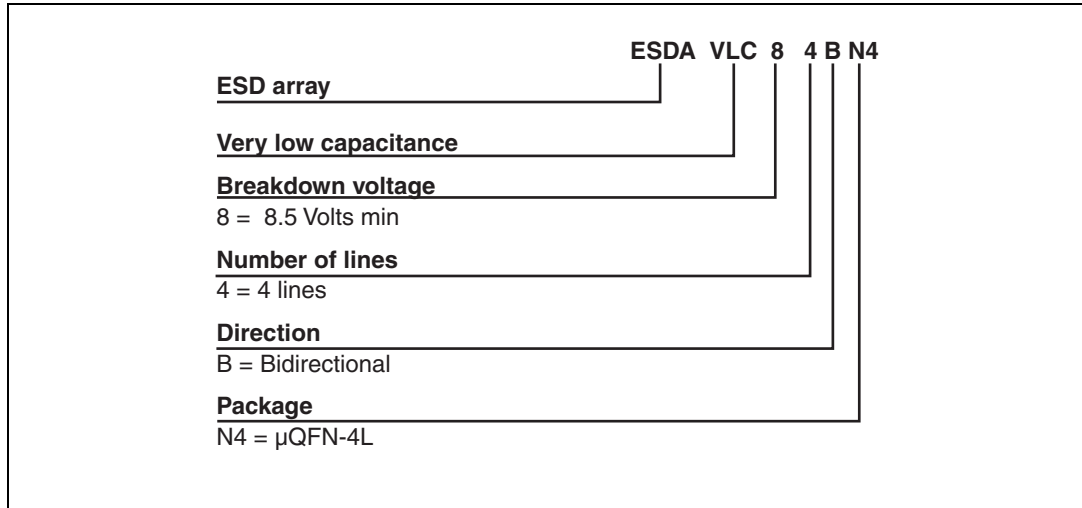 ESDA VLC 8 4 B N4
ESD array
Very low capacitance
Breakdown voltage
8 = 8.5 Volts min
Number of lines
4 = 4 lines
Direction
B = Bidirectional
Package
N4 = µQFN-4L